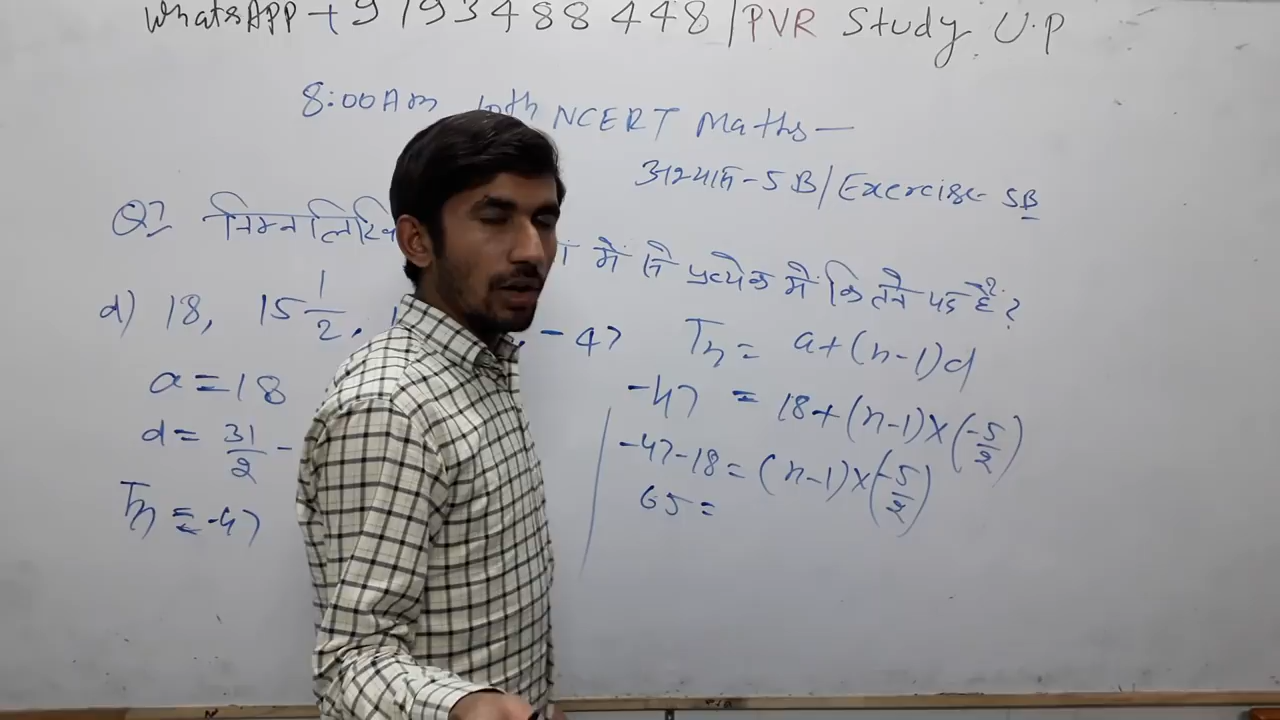 WhatsAPP +9193488448/PVR Study U.P
8:00Am 10th NCERT Maths—
अभ्यास-5B/Exercise-5B
Q7 निम्नलिखि में से प्रत्येक में कितने पद है?
d) 18, 15 1/2, , -47
a=18
d= 31/2 -
Tn = -47
Tn = a+(n-1)d
-47 = 18+(n-1)×(-5/2)
-47-18=(n-1)×(-5/2)
65=